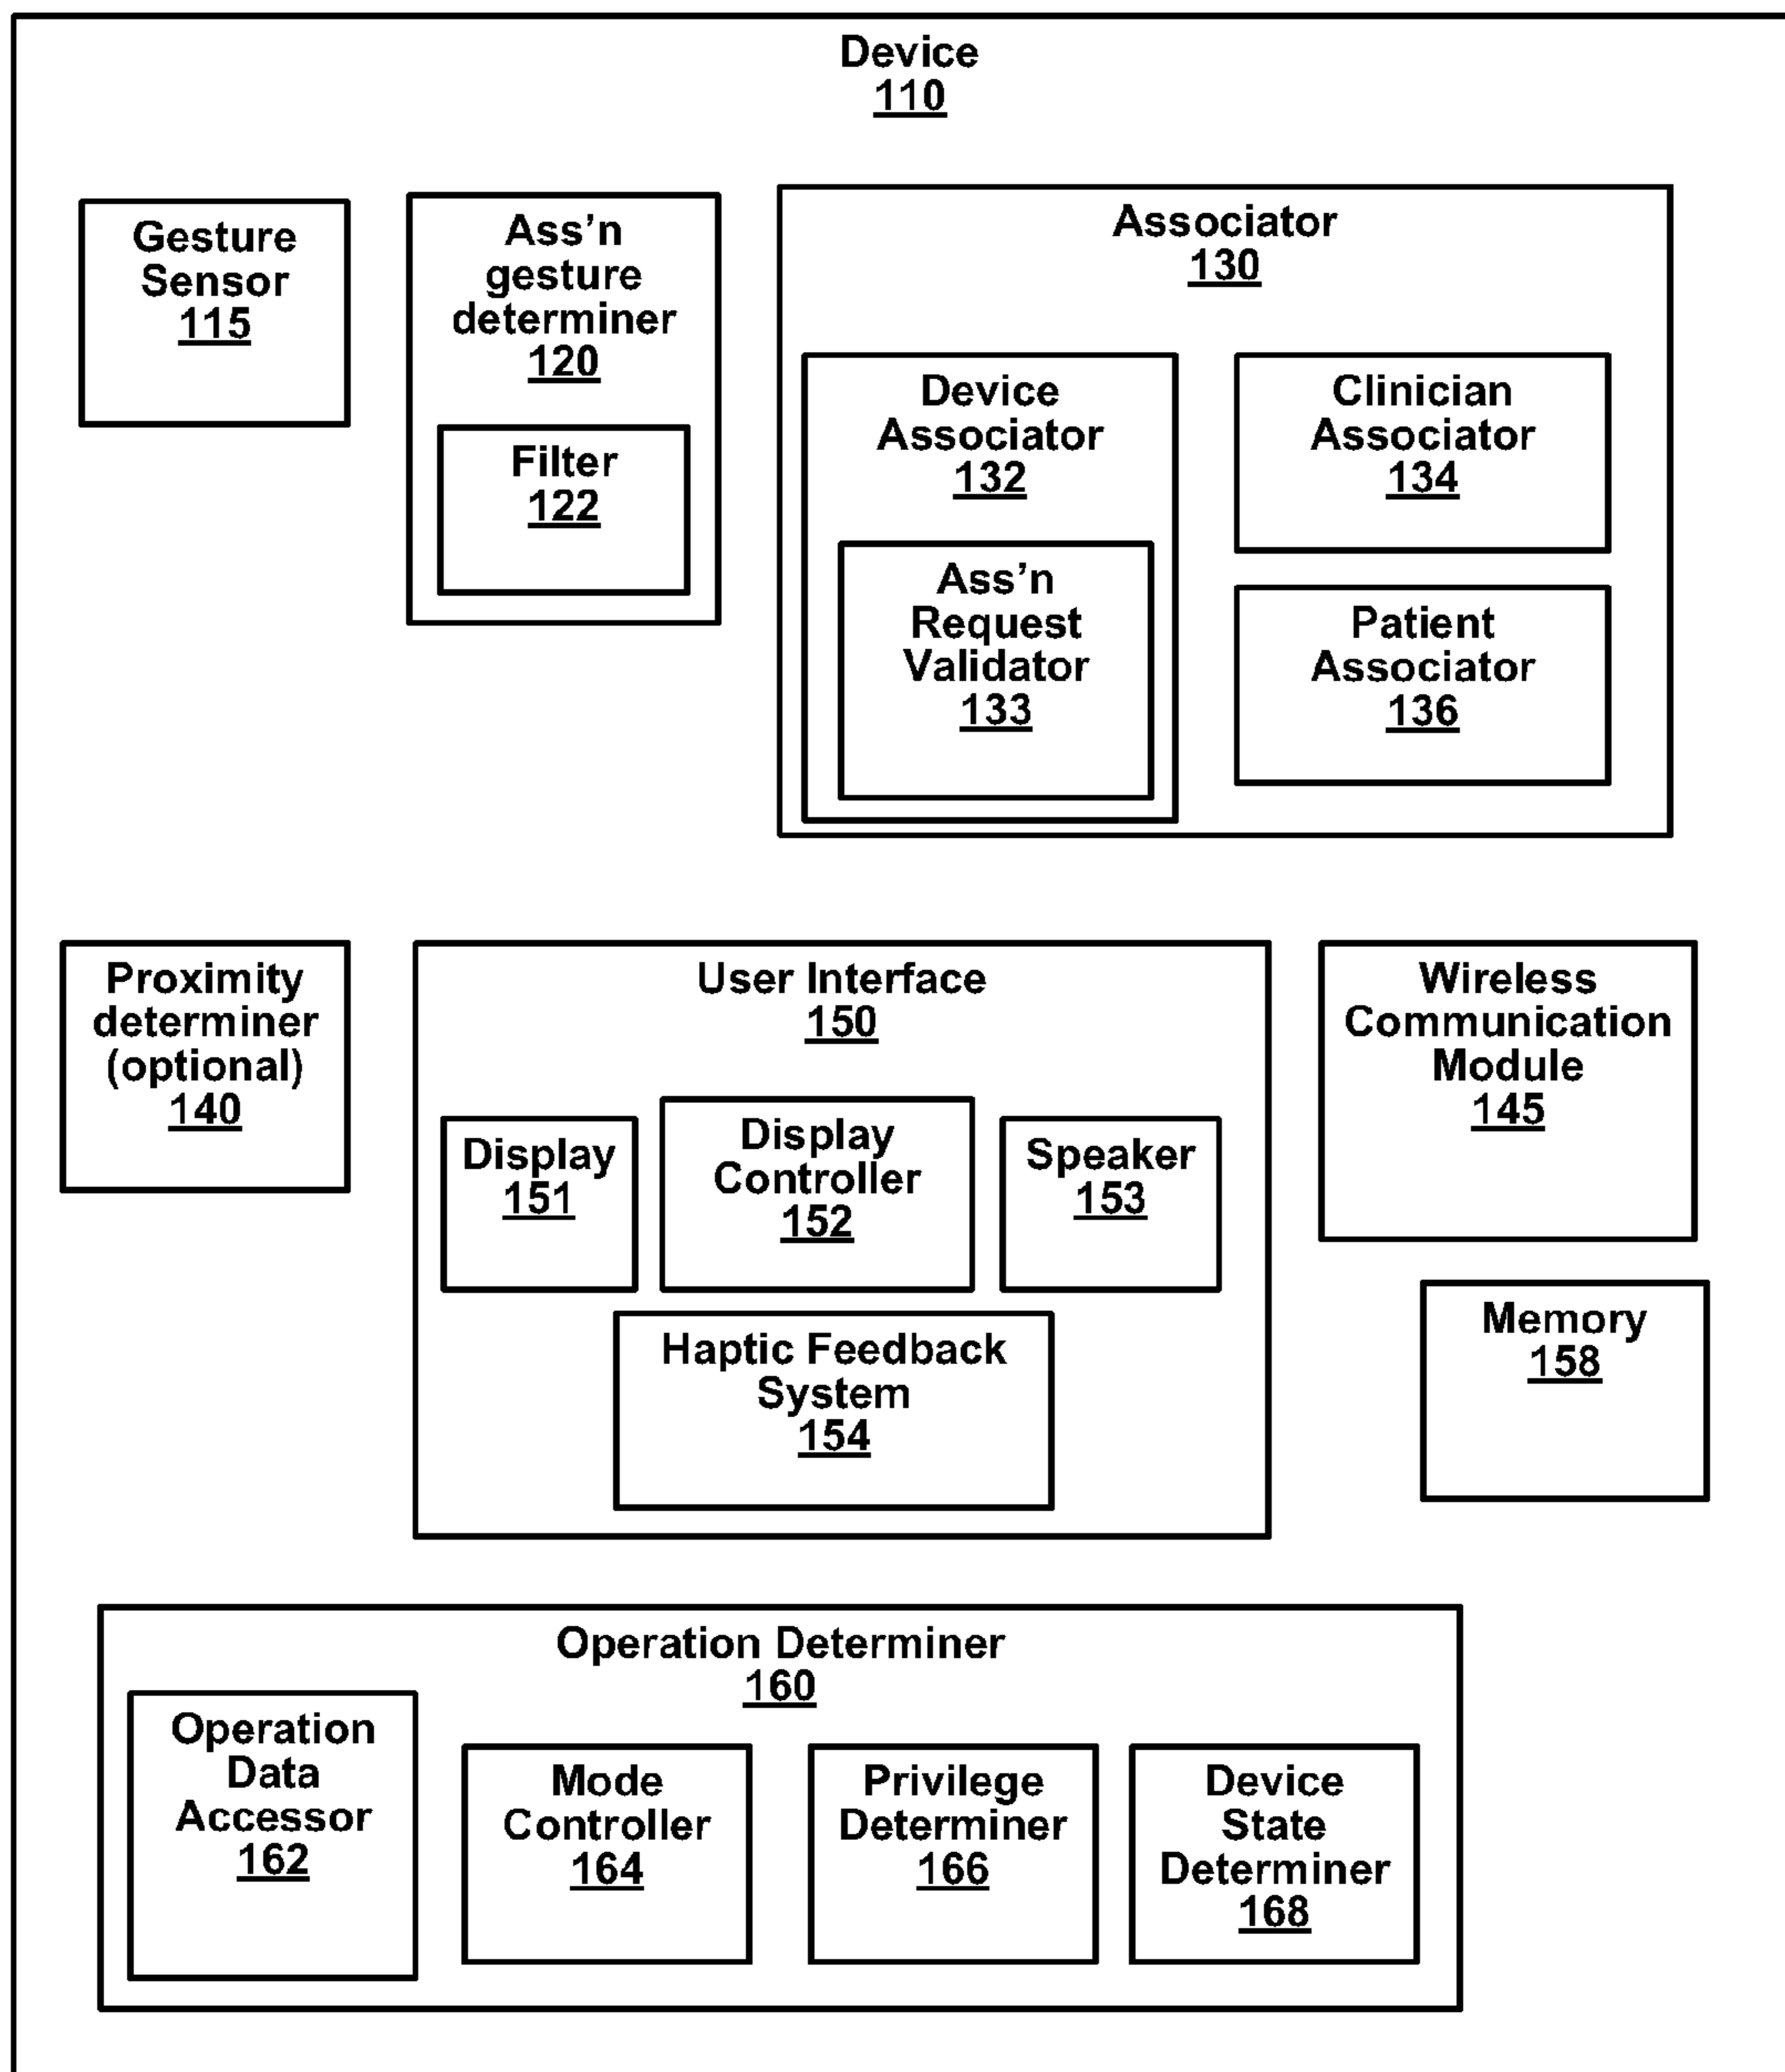 Device
110
Gesture
Sensor
115
Ass'n
gesture
determiner
120
Filter
122
Associator
130
Device
Associator
132
Ass'n
Request
Validator
133
Clinician
Associator
134
Patient
Associator
136
Proximity
determiner
(optional)
140
User Interface
150
Display
151
Display
Controller
152
Speaker
153
Haptic Feedback
System
154
Wireless
Communication
Module
145
Memory
158
Operation Determiner
160
Operation
Data
Accessor
162
Mode
Controller
164
Privilege
Determiner
166
Device
State
Determiner
168